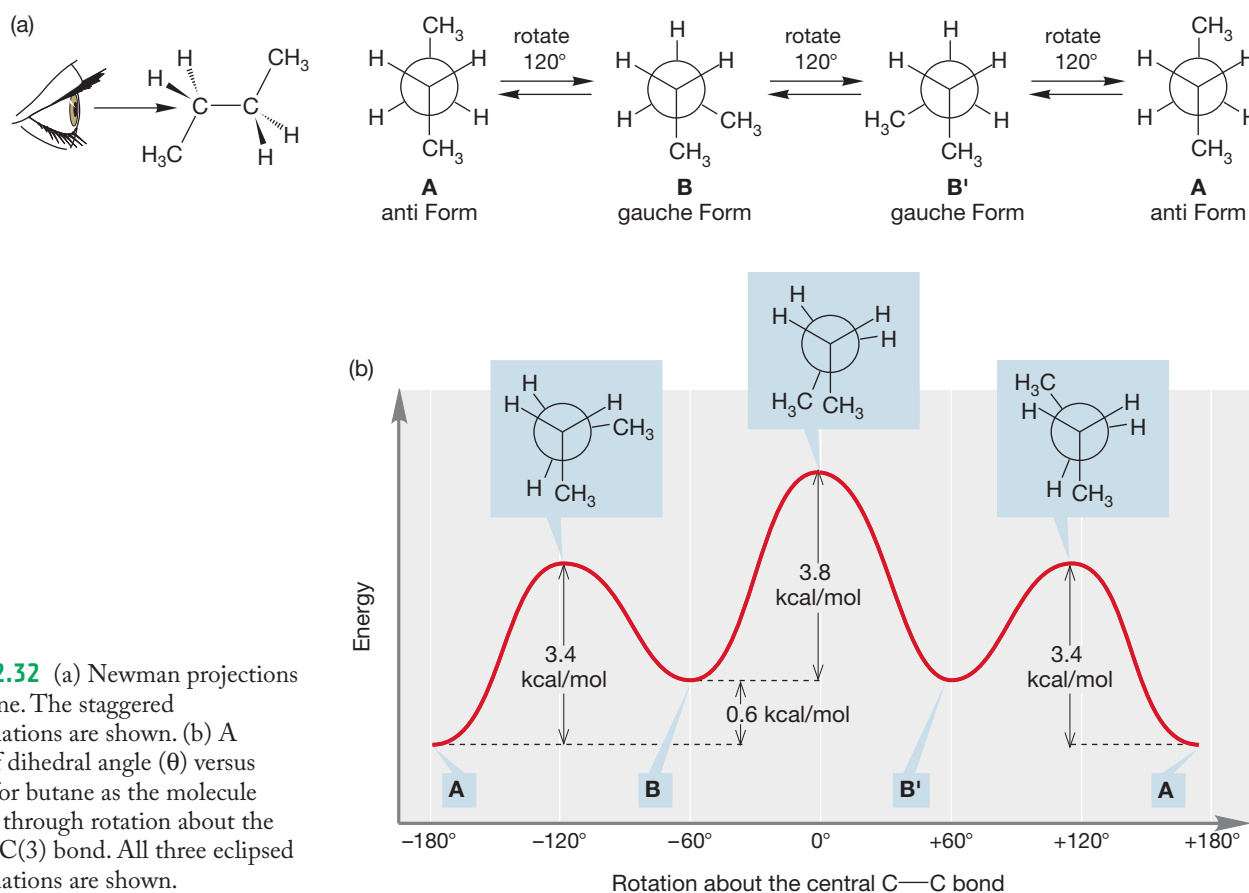 (a)
H
H
C
C
CH3
H3C
H
H
CH3
H
H
H
H
CH3
A
anti Form
rotate
120°
H
H
H
H
CH3
CH3
B
gauche Form
rotate
120°
H
H
H
H3C
H
CH3
B'
gauche Form
rotate
120°
CH3
H
H
H
H
CH3
A
anti Form
(b)
H
H
H
CH3
H
CH3
H
H
H
H
H3C
CH3
H3C
H
H
H
H
CH3
Energy
3.4
kcal/mol
3.8
kcal/mol
0.6 kcal/mol
3.4
kcal/mol
A
B
B'
A
−180°
−120°
−60°
0°
+60°
+120°
+180°
Rotation about the central C—C bond
2.32 (a) Newman projections
ne. The staggered
ations are shown. (b) A
f dihedral angle (θ) versus
for butane as the molecule
through rotation about the
C(3) bond. All three eclipsed
ations are shown.